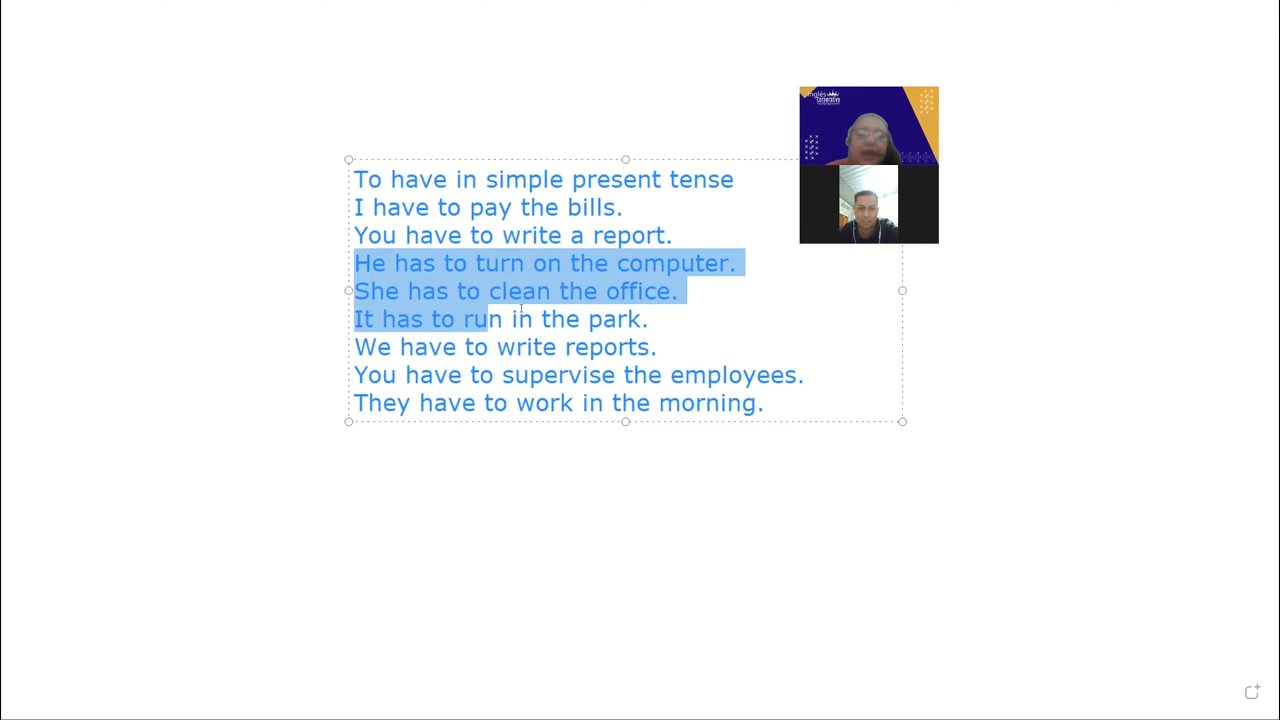 Inglés
Corporativo
To have in simple present tense
I have to pay the bills.
You have to write a report.
He has to turn on the computer.
She has to clean the office.
It has to run in the park.
We have to write reports.
You have to supervise the employees.
They have to work in the morning.